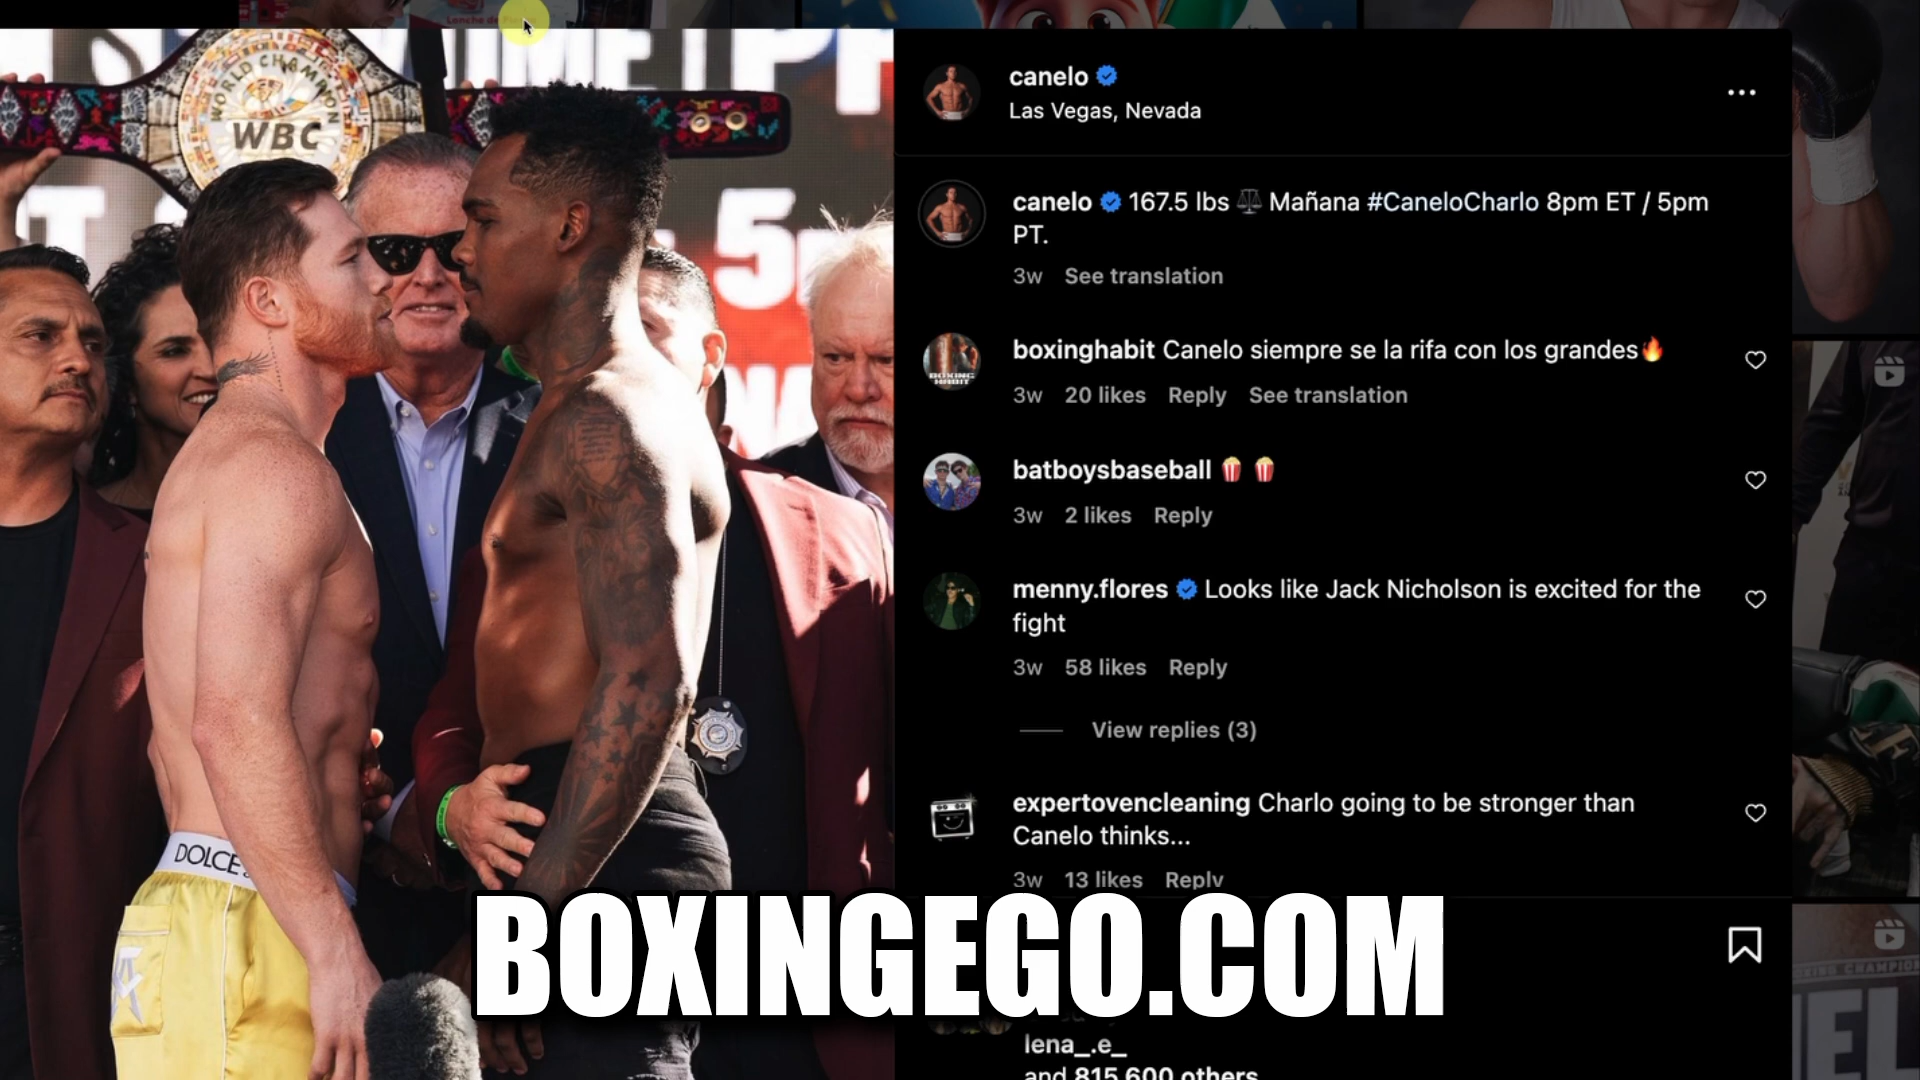 Lonche de
WORLD CHAMPION
WBC
DOLCE
canelo
Las Vegas, Nevada
canelo 167.5 lbs ⚖️ Mañana #CaneloCharlo 8pm ET / 5pm
PT.
3w See translation
boxinghabit Canelo siempre se la rifa con los grandes🔥
3w 20 likes Reply See translation
batboysbaseball 🍿 🍿
3w 2 likes Reply
menny.flores Looks like Jack Nicholson is excited for the
fight
3w 58 likes Reply
View replies (3)
expertovencleaning Charlo going to be stronger than
Canelo thinks...
3w 13 likes Reply
BOXINGEGO.COM
lena_.e_
and 815,600 others